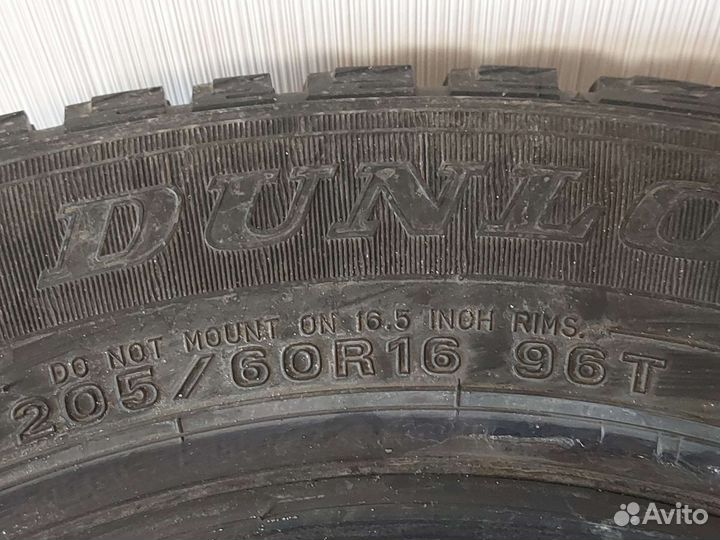 DUNLO
DO NOT MOUNT ON 16.5 INCH RIMS.
205/60R16 96T
Avito